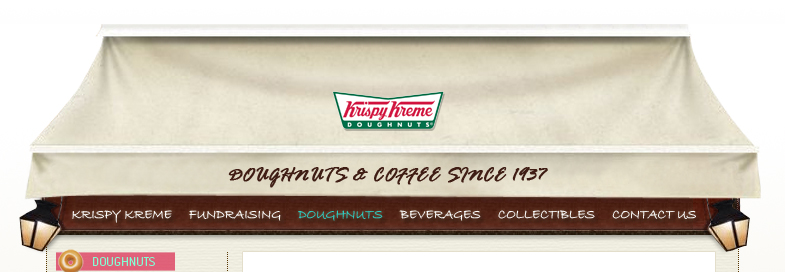 Krispy Kreme
DOUGHNUTS
DOUGHNUTS & COFFEE SINCE 1937
KRISPY KREME FUNDRAISING DOUGHNUTS BEVERAGES COLLECTIBLES CONTACT US
DOUGHNUTS